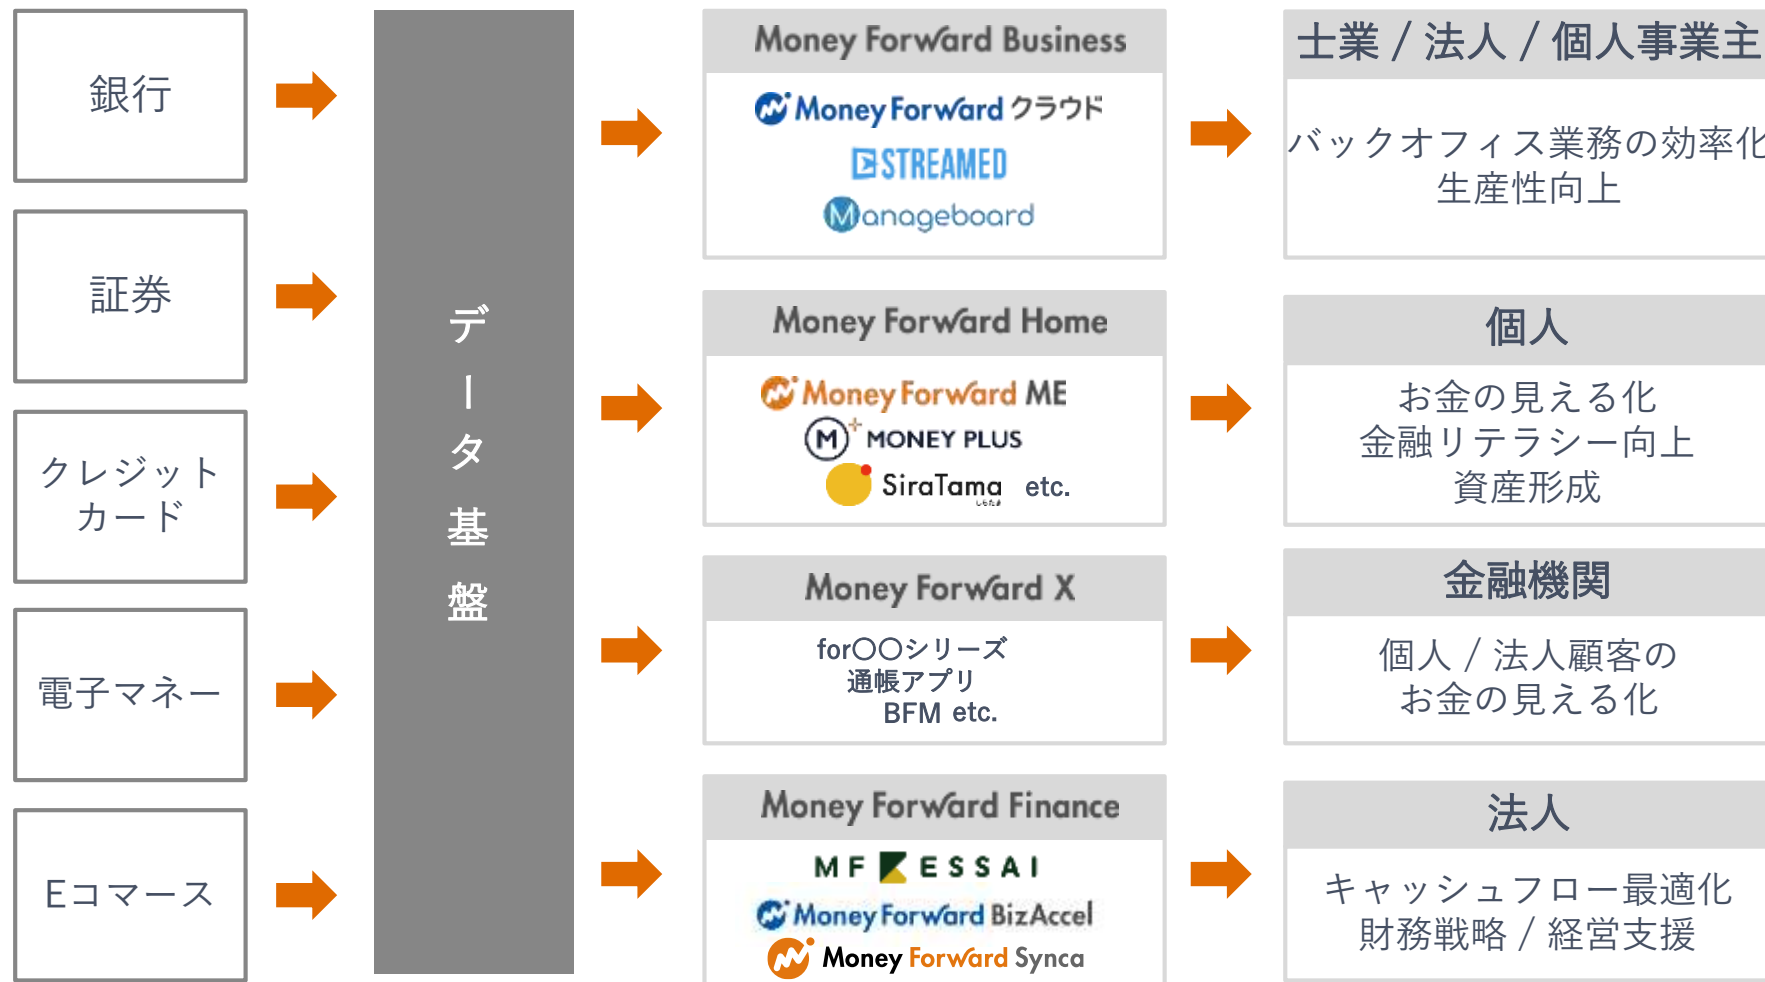 銀行
証券
クレジット
カード
電子マネー
Eコマース
データ基盤
Money Forward Business
Money Forward クラウド
STREAMED
Manageboard
士業 / 法人 / 個人事業主
バックオフィス業務の効率化
生産性向上
Money Forward Home
Money Forward ME
MONEY PLUS
SiraTama etc.
しらたま
個人
お金の見える化
金融リテラシー向上
資産形成
Money Forward X
for〇〇シリーズ
通帳アプリ
BFM etc.
金融機関
個人 / 法人顧客の
お金の見える化
Money Forward Finance
MF KESSAI
Money Forward BizAccel
Money Forward Synca
法人
キャッシュフロー最適化
財務戦略 / 経営支援